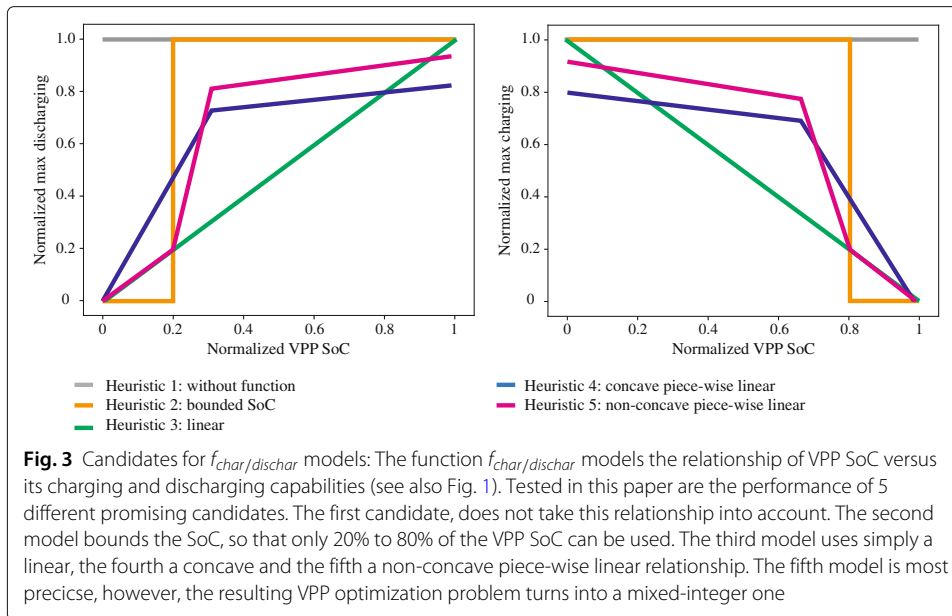 1.0
0.8
0.6
0.4
0.2
0
Normalized max discharging
0 0.2 0.4 0.6 0.8 1
Normalized VPP SoC
1.0
0.8
0.6
0.4
0.2
0
Normalized max charging
0 0.2 0.4 0.6 0.8 1
Normalized VPP SoC
Heuristic 1: without function
Heuristic 2: bounded SoC
Heuristic 3: linear
Heuristic 4: concave piece-wise linear
Heuristic 5: non-concave piece-wise linear
Fig. 3 Candidates for f_char/dischar models: The function f_char/dischar models the relationship of VPP SoC versus
its charging and discharging capabilities (see also Fig. 1). Tested in this paper are the performance of 5
different promising candidates. The first candidate, does not take this relationship into account. The second
model bounds the SoC, so that only 20% to 80% of the VPP SoC can be used. The third model uses simply a
linear, the fourth a concave and the fifth a non-concave piece-wise linear relationship. The fifth model is most
precicse, however, the resulting VPP optimization problem turns into a mixed-integer one